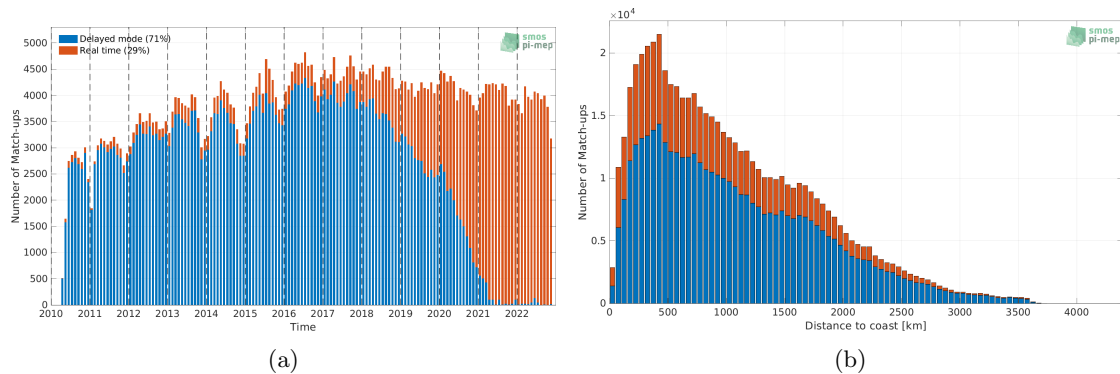 Delayed mode (71%)
Real time (29%)
smos
pi-mep
Number of Match-ups
5000
4500
4000
3500
3000
2500
2000
1500
1000
500
0
2010 2011 2012 2013 2014 2015 2016 2017 2018 2019 2020 2021 2022
Time
(a)
×10⁴
smos
pi-mep
Number of Match-ups
2
1.5
1
0.5
0
0 500 1000 1500 2000 2500 3000 3500 4000
Distance to coast [km]
(b)